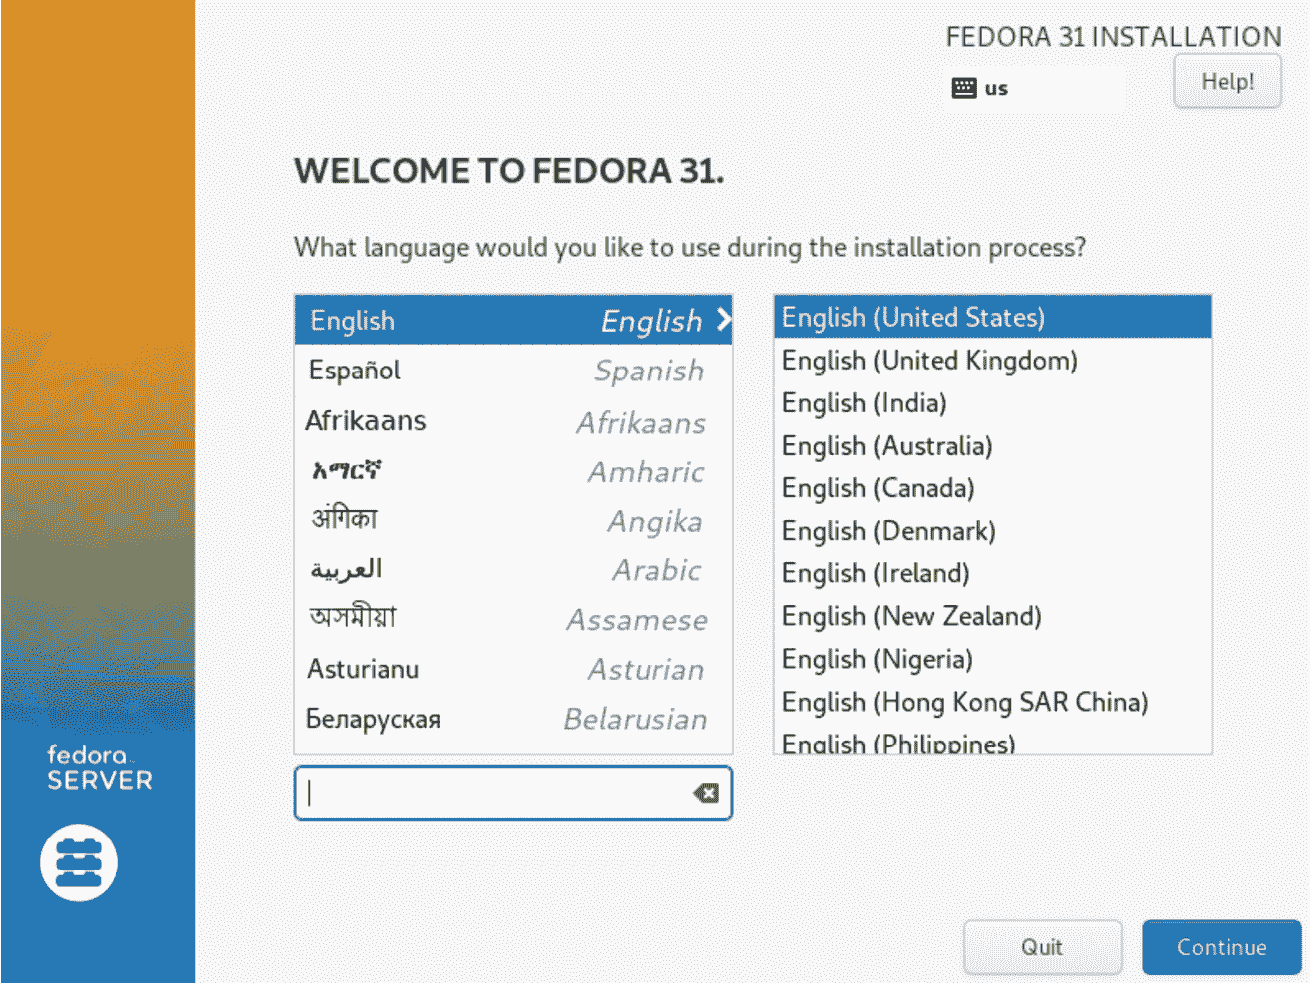 FEDORA 31 INSTALLATION
us
Help!
WELCOME TO FEDORA 31.
What language would you like to use during the installation process?
English English
Español Spanish
Afrikaans Afrikaans
አማርኛ Amharic
अंगिका Angika
العربية Arabic
অসমীয়া Assamese
Asturianu Asturian
Беларуская Belarusian
English (United States)
English (United Kingdom)
English (India)
English (Australia)
English (Canada)
English (Denmark)
English (Ireland)
English (New Zealand)
English (Nigeria)
English (Hong Kong SAR China)
English (Philippines)
fedora
SERVER
Quit
Continue